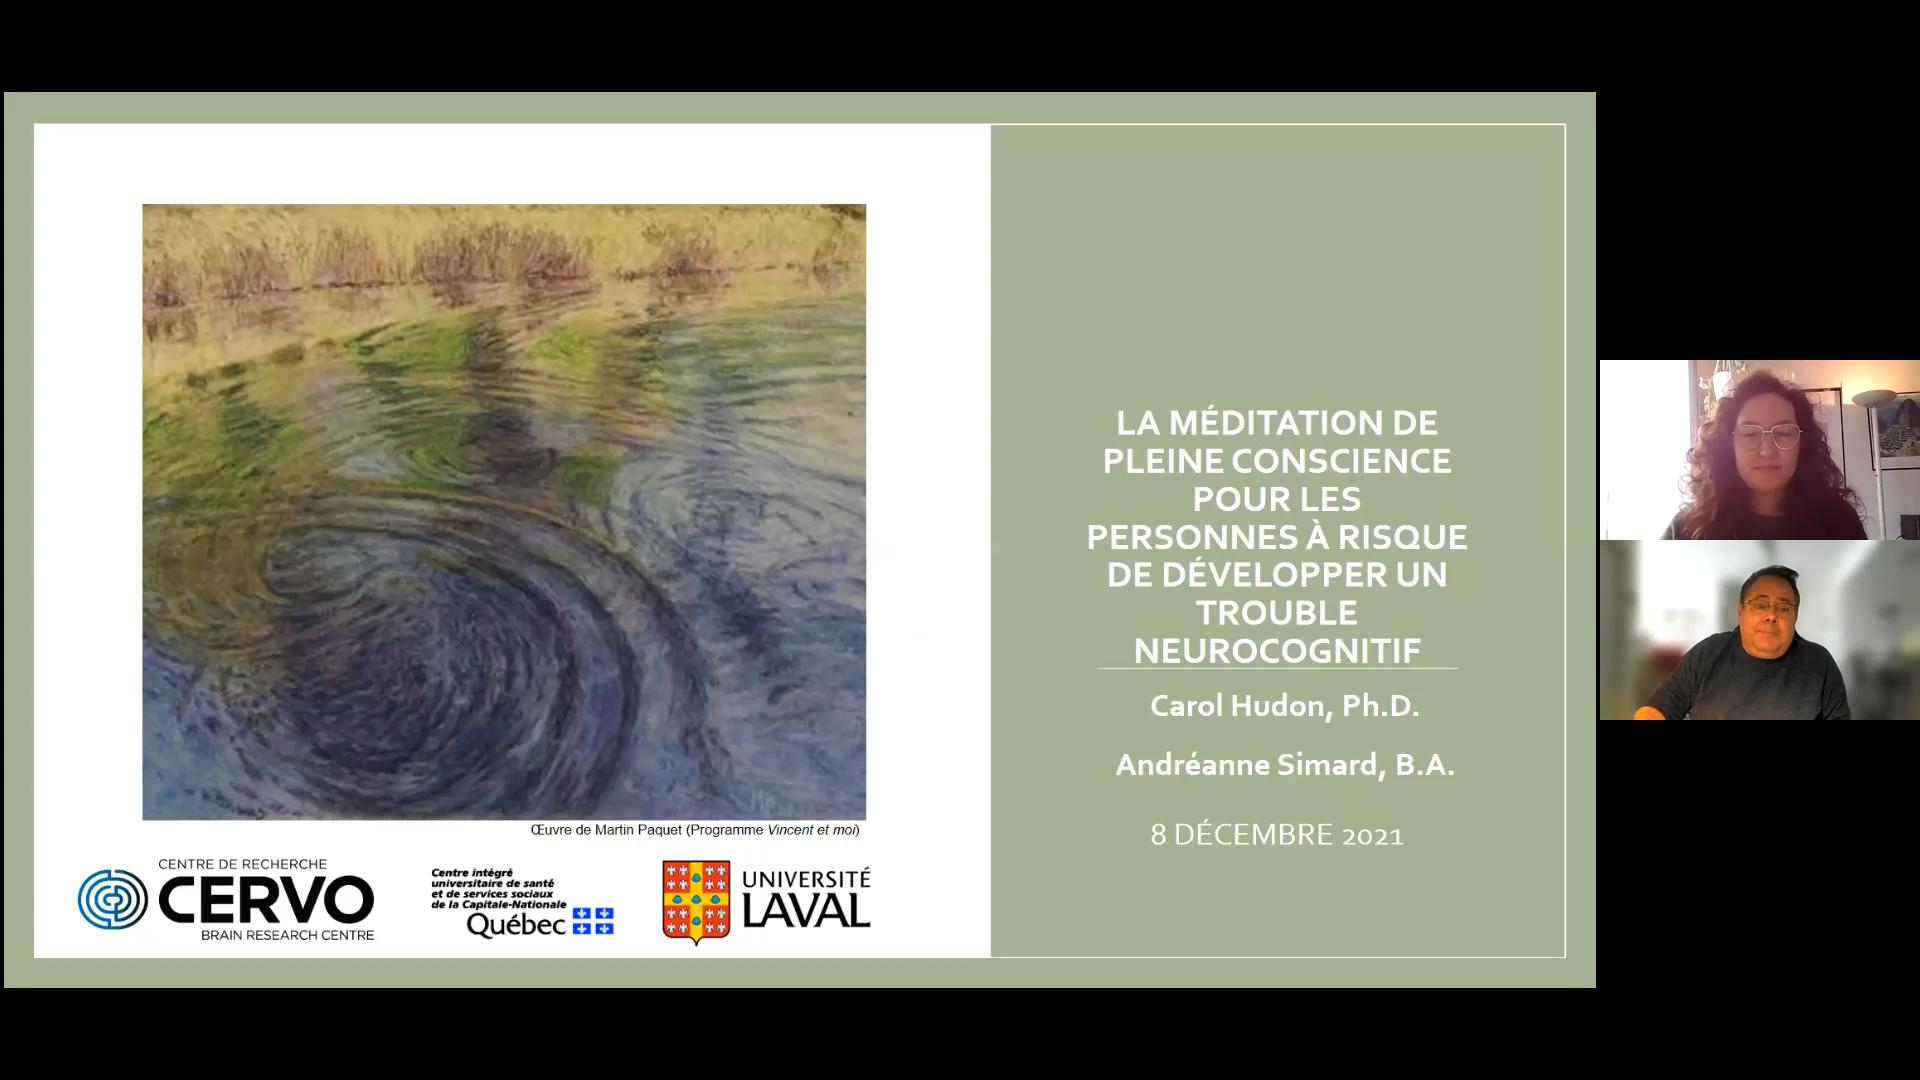 LA MÉDITATION DE
PLEINE CONSCIENCE
POUR LES
PERSONNES À RISQUE
DE DÉVELOPPER UN
TROUBLE
NEUROCOGNITIF
Carol Hudon, Ph.D.
Andréanne Simard, B.A.
8 DÉCEMBRE 2021
Œuvre de Martin Paquet (Programme Vincent et moi)
CENTRE DE RECHERCHE
CERVO
BRAIN RESEARCH CENTRE
Centre intégré
universitaire de santé
et de services sociaux
de la Capitale-Nationale
Québec
UNIVERSITÉ
LAVAL